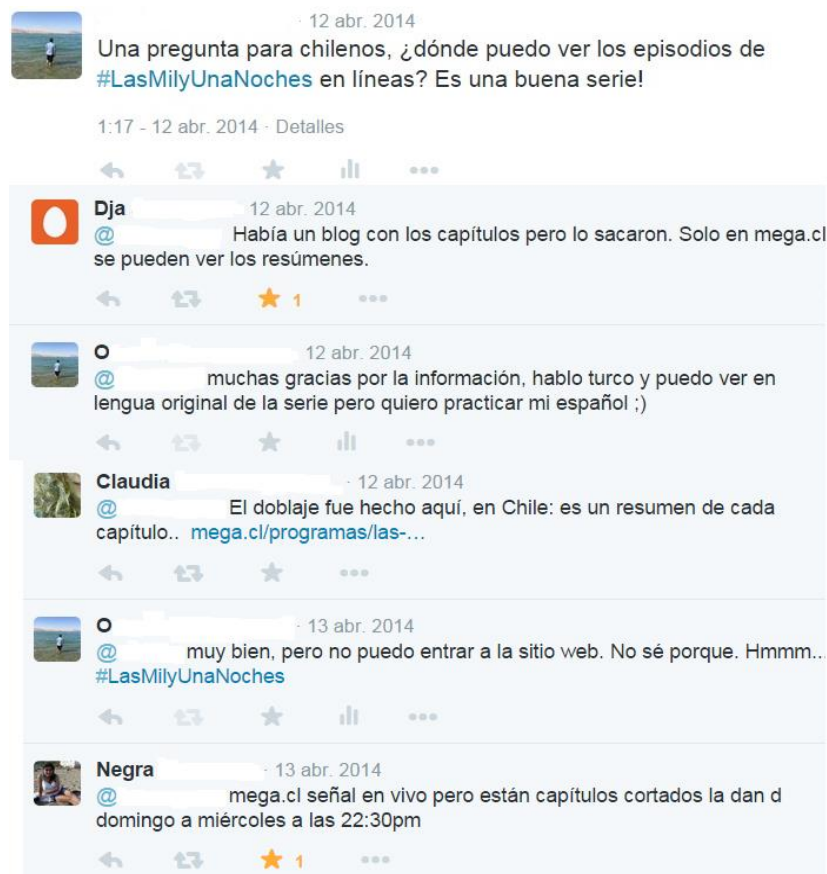 · 12 abr. 2014
Una pregunta para chilenos, ¿dónde puedo ver los episodios de
#LasMilyUnaNoches en líneas? Es una buena serie!
1:17 - 12 abr. 2014 · Detalles
Dja 12 abr. 2014
@ Había un blog con los capítulos pero lo sacaron. Solo en mega.cl
se pueden ver los resúmenes.
1
O 12 abr. 2014
@ muchas gracias por la información, hablo turco y puedo ver en
lengua original de la serie pero quiero practicar mi español ;)
Claudia · 12 abr. 2014
@ El doblaje fue hecho aquí, en Chile: es un resumen de cada
capítulo.. mega.cl/programas/las-...
O · 13 abr. 2014
@ muy bien, pero no puedo entrar a la sitio web. No sé porque. Hmmm...
#LasMilyUnaNoches
Negra · 13 abr. 2014
@ mega.cl señal en vivo pero están capítulos cortados la dan d
domingo a miércoles a las 22:30pm
1